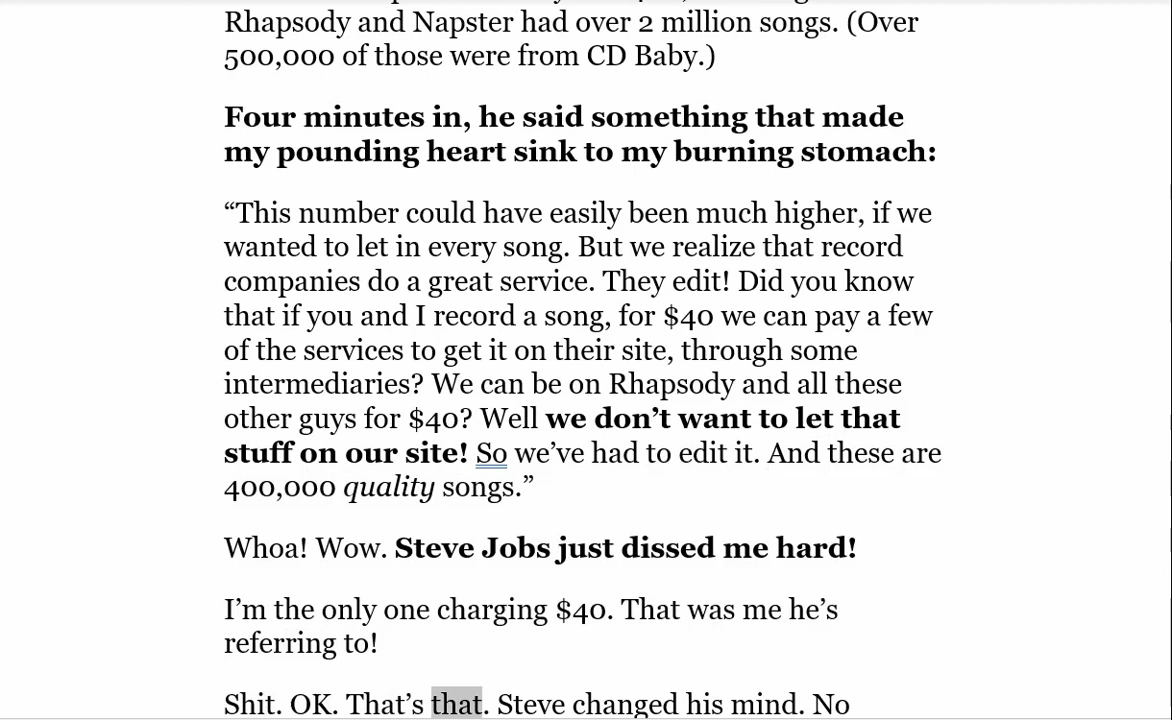 Rhapsody and Napster had over 2 million songs. (Over
500,000 of those were from CD Baby.)
Four minutes in, he said something that made
my pounding heart sink to my burning stomach:
“This number could have easily been much higher, if we
wanted to let in every song. But we realize that record
companies do a great service. They edit! Did you know
that if you and I record a song, for $40 we can pay a few
of the services to get it on their site, through some
intermediaries? We can be on Rhapsody and all these
other guys for $40? Well we don’t want to let that
stuff on our site! So we’ve had to edit it. And these are
400,000 quality songs.”
Whoa! Wow. Steve Jobs just dissed me hard!
I’m the only one charging $40. That was me he’s
referring to!
Shit. OK. That’s that. Steve changed his mind. No